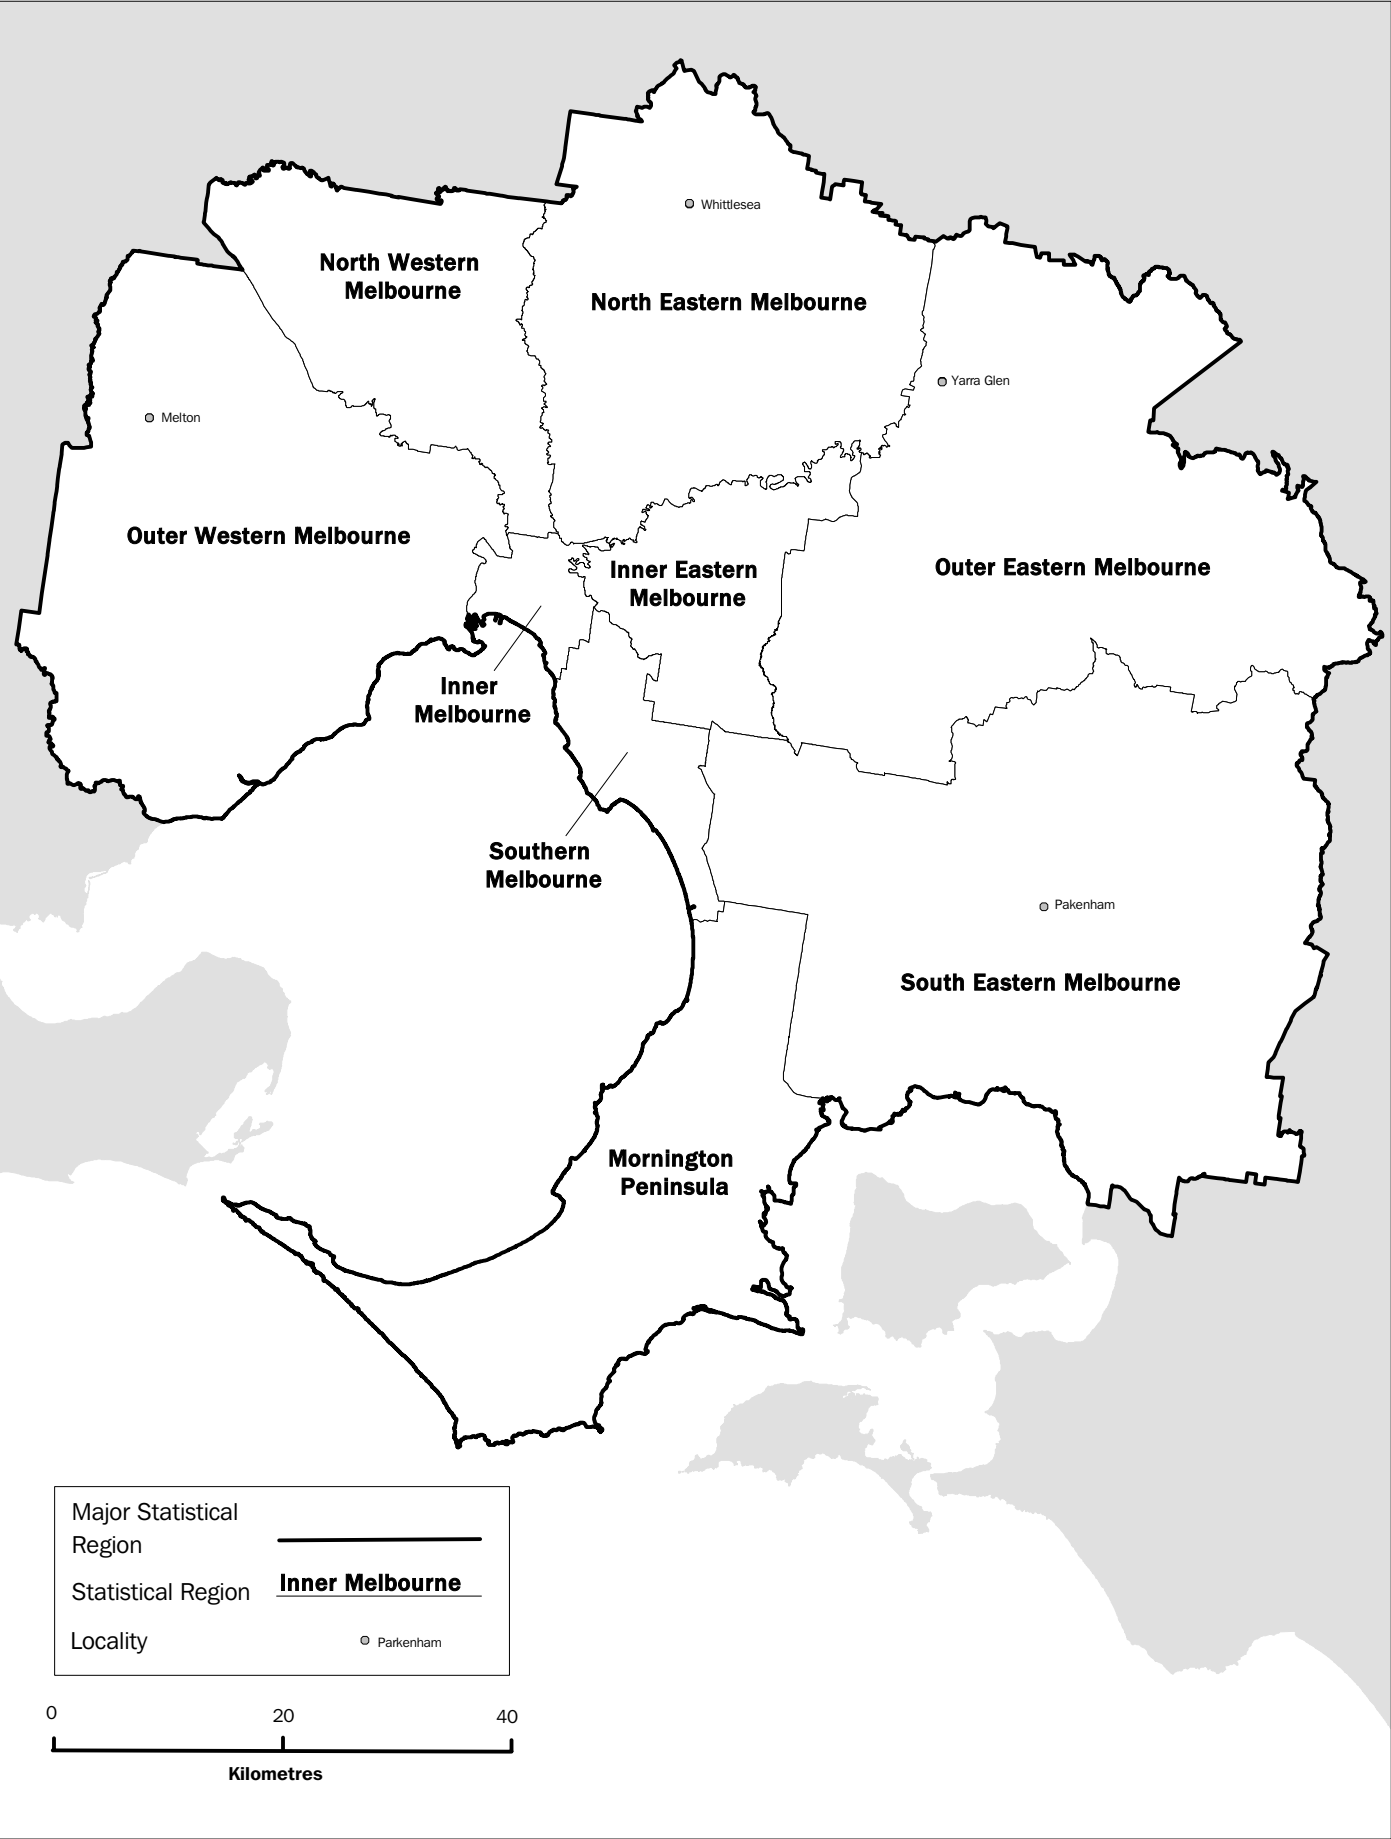 Whittlesea
North Western
Melbourne
North Eastern Melbourne
Yarra Glen
Melton
Outer Western Melbourne
Inner Eastern
Melbourne
Outer Eastern Melbourne
Inner
Melbourne
Southern
Melbourne
Pakenham
South Eastern Melbourne
Mornington
Peninsula
Major Statistical
Region
Statistical Region Inner Melbourne
Locality Parkenham
0 20 40
Kilometres